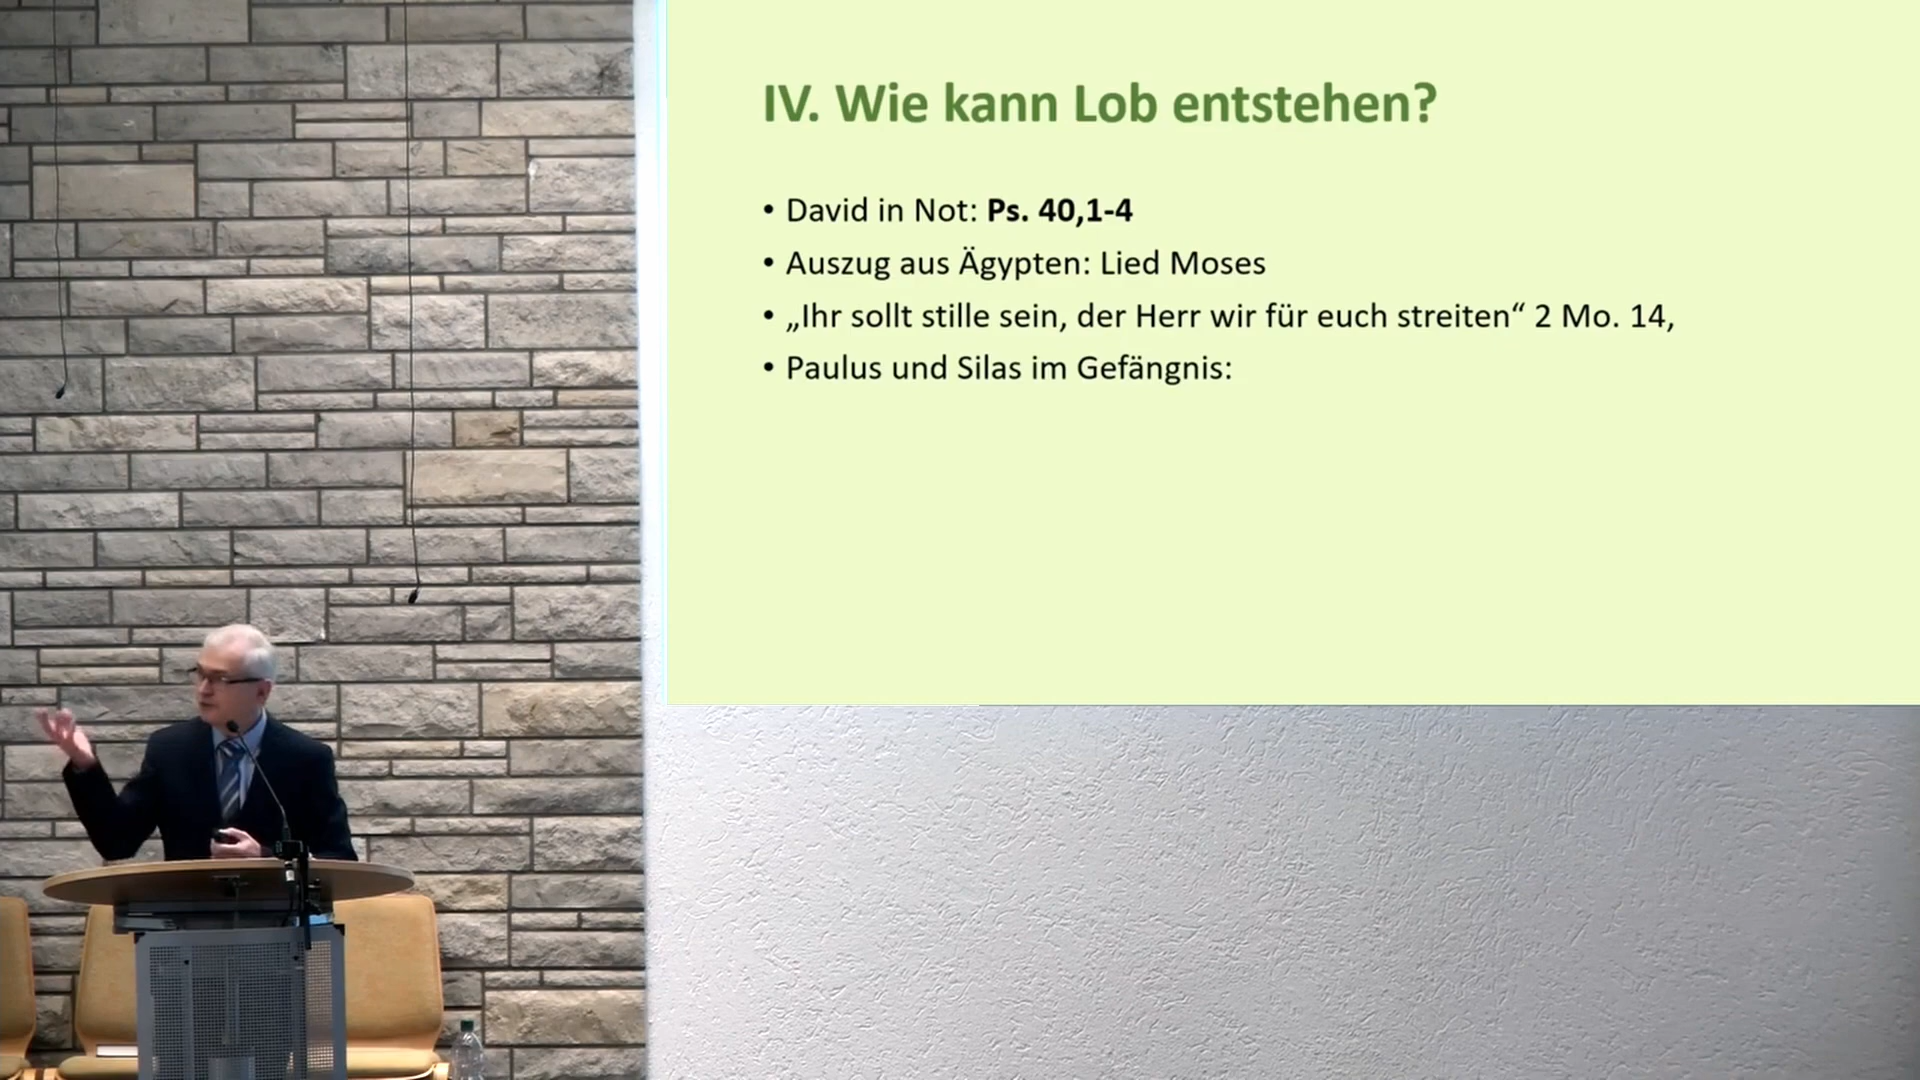 IV. Wie kann Lob entstehen?
• David in Not: Ps. 40,1-4
• Auszug aus Ägypten: Lied Moses
• „Ihr sollt stille sein, der Herr wir für euch streiten“ 2 Mo. 14,
• Paulus und Silas im Gefängnis: